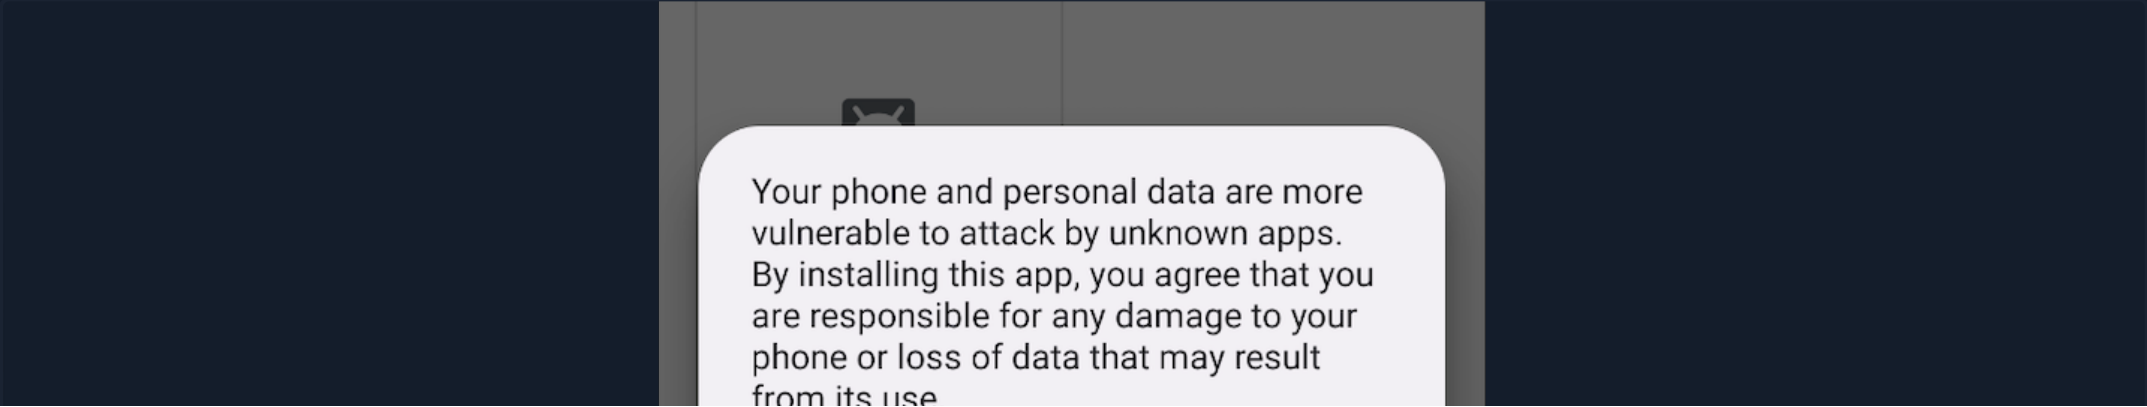 Your phone and personal data are more
vulnerable to attack by unknown apps.
By installing this app, you agree that you
are responsible for any damage to your
phone or loss of data that may result
from its use